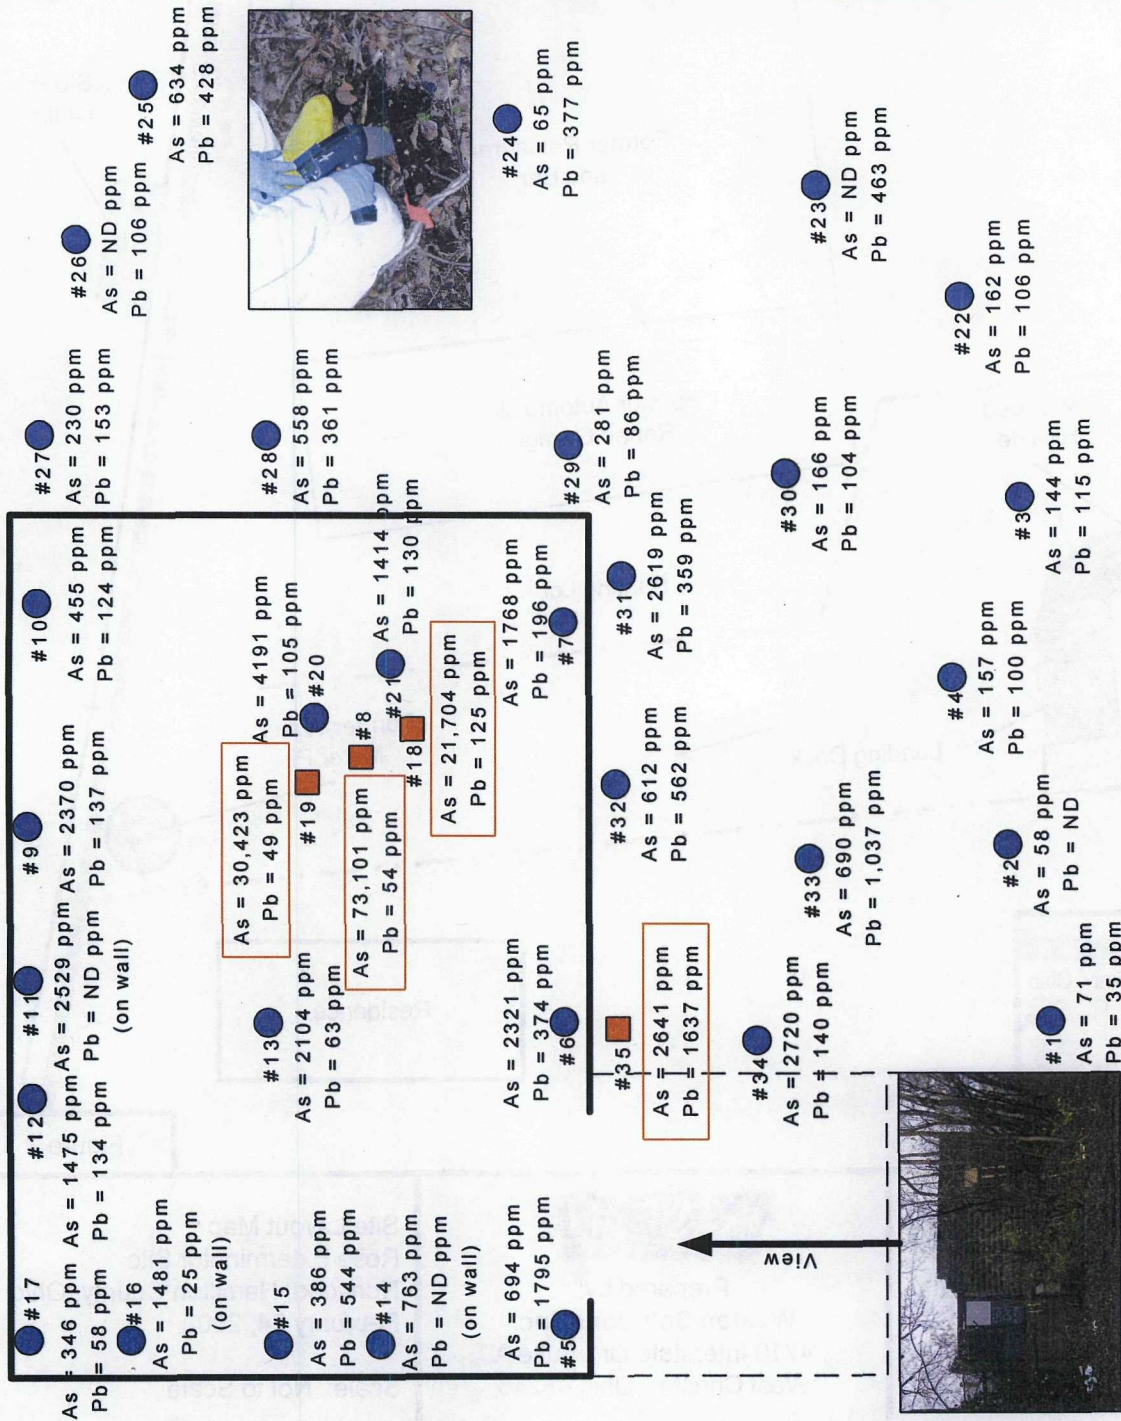 #17
As = 346 ppm
Pb = 58 ppm
#12
As = 1475 ppm
Pb = 134 ppm
#11
As = 2529 ppm
Pb = ND ppm
(on wall)
#9
As = 2370 ppm
Pb = 137 ppm
#10
As = 455 ppm
Pb = 124 ppm
#27
As = 230 ppm
Pb = 153 ppm
#26
As = ND ppm
Pb = 106 ppm
#25
As = 634 ppm
Pb = 428 ppm
#16
As = 1481 ppm
Pb = 25 ppm
(on wall)
#15
As = 386 ppm
Pb = 544 ppm
#13
As = 2104 ppm
Pb = 63 ppm
As = 30,423 ppm
Pb = 49 ppm
#19
As = 4191 ppm
Pb = 105 ppm
#20
#28
As = 558 ppm
Pb = 361 ppm
#14
As = 763 ppm
Pb = ND ppm
(on wall)
#8
As = 73,101 ppm
Pb = 54 ppm
#21
As = 1414 ppm
Pb = 130 ppm
#18
As = 21,704 ppm
Pb = 125 ppm
#24
As = 65 ppm
Pb = 377 ppm
As = 694 ppm
Pb = 1795 ppm
#5
As = 2321 ppm
Pb = 374 ppm
#6
As = 1768 ppm
Pb = 196 ppm
#7
#29
As = 281 ppm
Pb = 86 ppm
#35
As = 2641 ppm
Pb = 1637 ppm
#32
As = 612 ppm
Pb = 562 ppm
#31
As = 2619 ppm
Pb = 359 ppm
#34
As = 2720 ppm
Pb = 140 ppm
#33
As = 690 ppm
Pb = 1,037 ppm
#30
As = 166 ppm
Pb = 104 ppm
#23
As = ND ppm
Pb = 463 ppm
View
#4
As = 157 ppm
Pb = 100 ppm
#22
As = 162 ppm
Pb = 106 ppm
#1
As = 71 ppm
Pb = 35 ppm
#2
As = 58 ppm
Pb = ND
#3
As = 144 ppm
Pb = 115 ppm